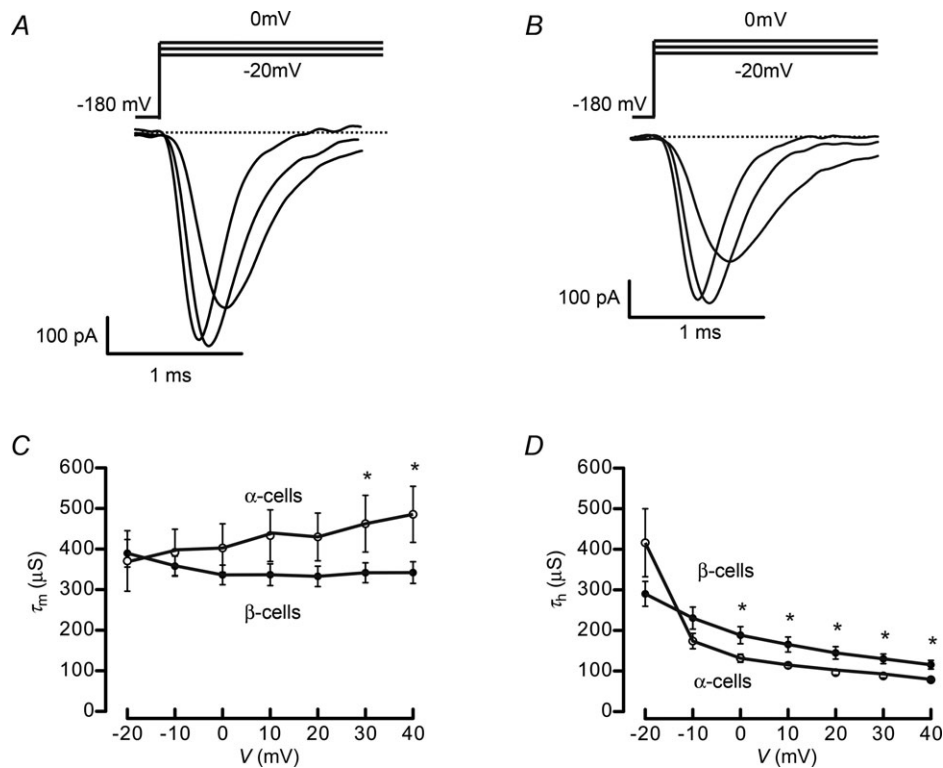 A
0mV
-20mV
-180 mV
100 pA
1 ms
B
0mV
-20mV
-180 mV
100 pA
1 ms
C
600
500
400
300
200
100
0
τm (μS)
α-cells
β-cells
* *
-20 -10 0 10 20 30 40
V (mV)
D
600
500
400
300
200
100
0
τh (μS)
β-cells
α-cells
* * * * *
-20 -10 0 10 20 30 40
V (mV)